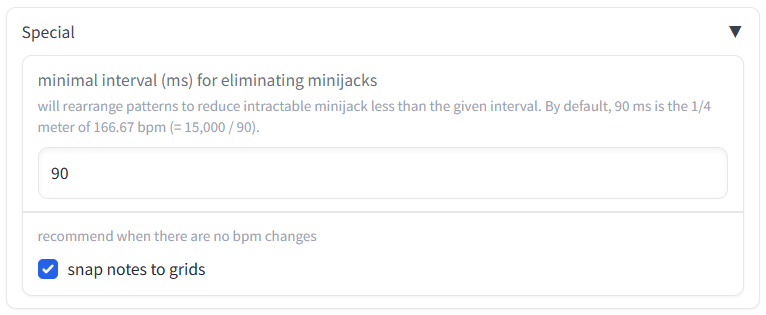 Special ▼
minimal interval (ms) for eliminating minijacks
will rearrange patterns to reduce intractable minijack less than the given interval. By default, 90 ms is the 1/4
meter of 166.67 bpm (= 15,000 / 90).
90
recommend when there are no bpm changes
snap notes to grids